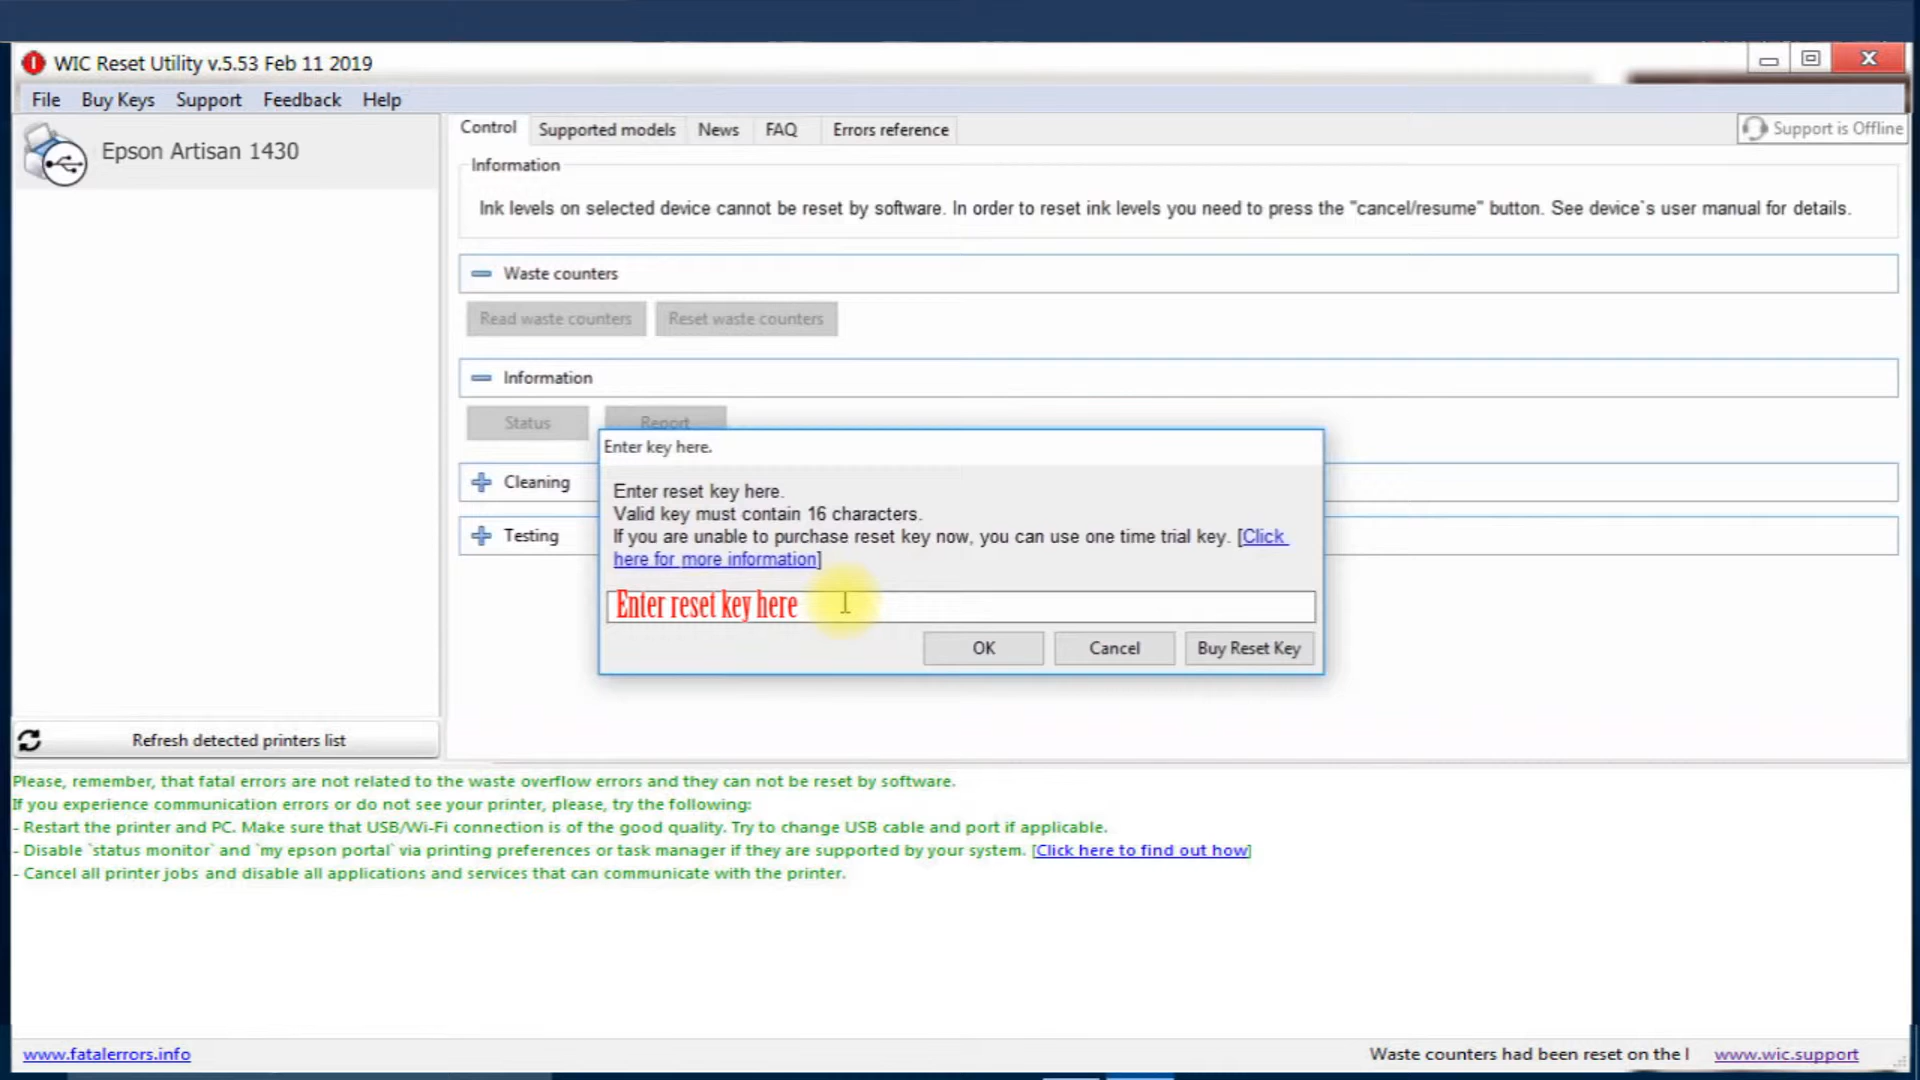 WIC Reset Utility v.5.53 Feb 11 2019
File Buy Keys Support Feedback Help
Epson Artisan 1430
Control Supported models News FAQ Errors reference
Support is Offline
Information
Ink levels on selected device cannot be reset by software. In order to reset ink levels you need to press the "cancel/resume" button. See device`s user manual for details.
Waste counters
Read waste counters Reset waste counters
Information
Status Report
Enter key here.
Cleaning
Enter reset key here.
Valid key must contain 16 characters.
If you are unable to purchase reset key now, you can use one time trial key. [Click
here for more information]
Testing
Enter reset key here
OK Cancel Buy Reset Key
Refresh detected printers list
Please, remember, that fatal errors are not related to the waste overflow errors and they can not be reset by software.
If you experience communication errors or do not see your printer, please, try the following:
- Restart the printer and PC. Make sure that USB/Wi-Fi connection is of the good quality. Try to change USB cable and port if applicable.
- Disable `status monitor` and `my epson portal` via printing preferences or task manager if they are supported by your system. [Click here to find out how]
- Cancel all printer jobs and disable all applications and services that can communicate with the printer.
www.fatalerrors.info
Waste counters had been reset on the l www.wic.support